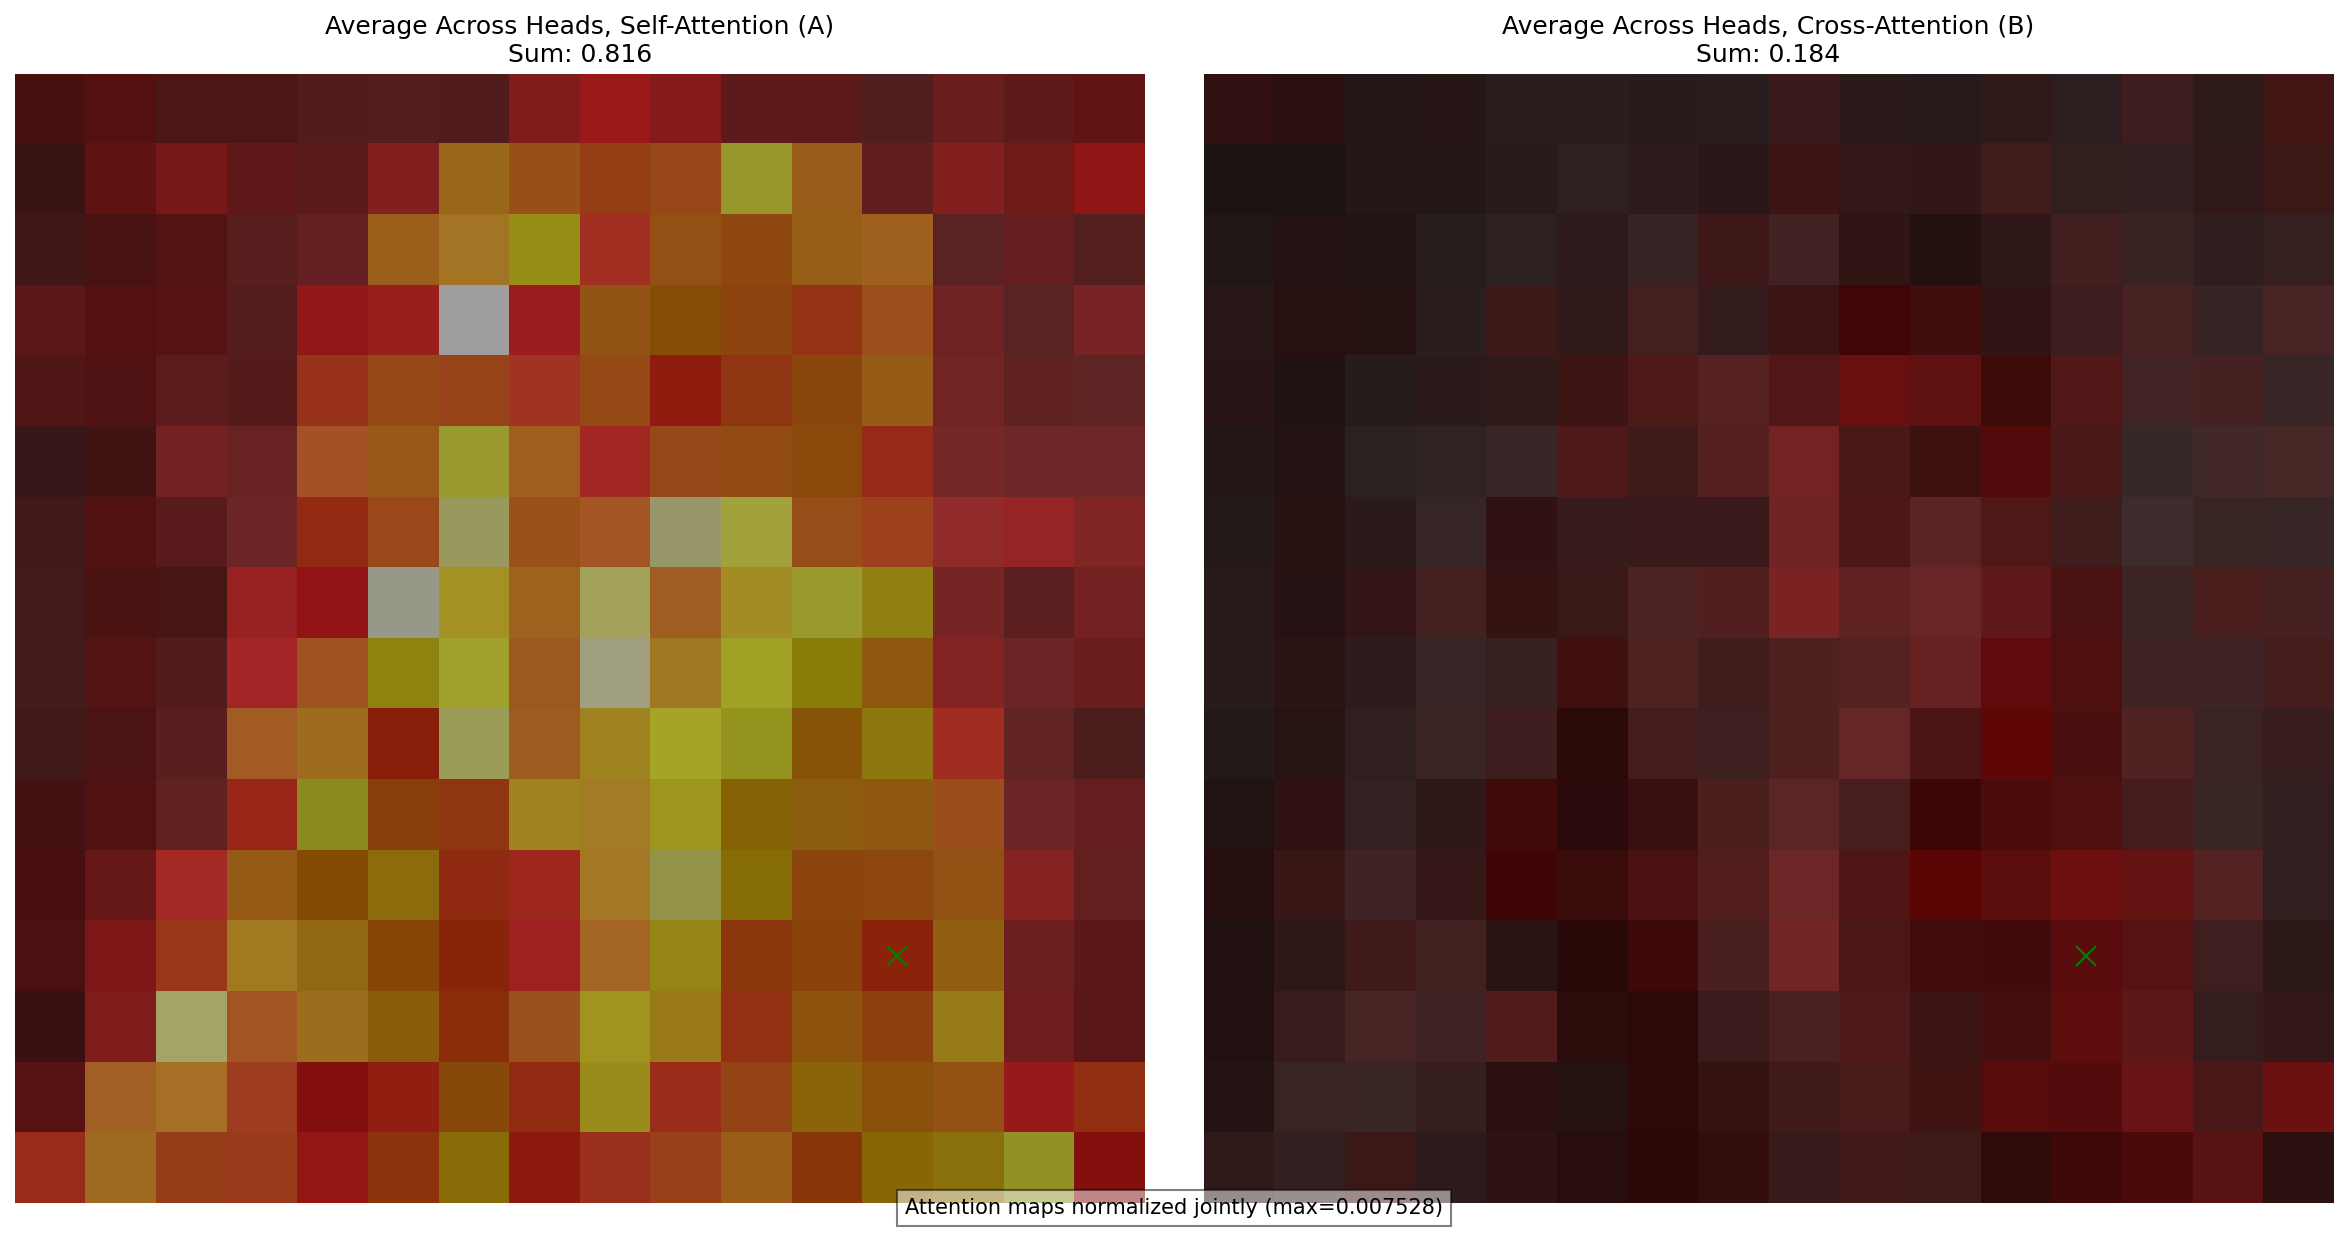 Average Across Heads, Self-Attention (A)
Sum: 0.816
Average Across Heads, Cross-Attention (B)
Sum: 0.184
Attention maps normalized jointly (max=0.007528)